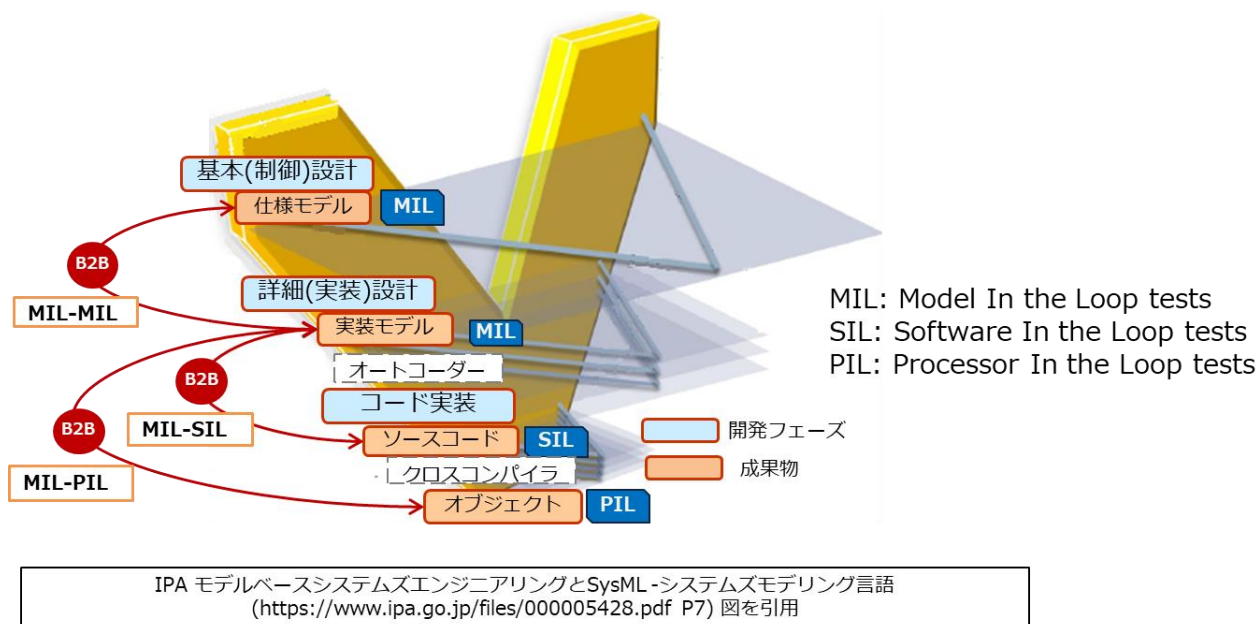 基本(制御)設計
仕様モデル
MIL
B2B
MIL-MIL
詳細(実装)設計
実装モデル
MIL
オートコーダー
B2B
MIL-SIL
コード実装
B2B
MIL-PIL
ソースコード
SIL
クロスコンパイラ
オブジェクト
PIL
MIL: Model In the Loop tests
SIL: Software In the Loop tests
PIL: Processor In the Loop tests
開発フェーズ
成果物
IPA モデルベースシステムズエンジニアリングとSysML -システムズモデリング言語
(https://www.ipa.go.jp/files/000005428.pdf P7) 図を引用